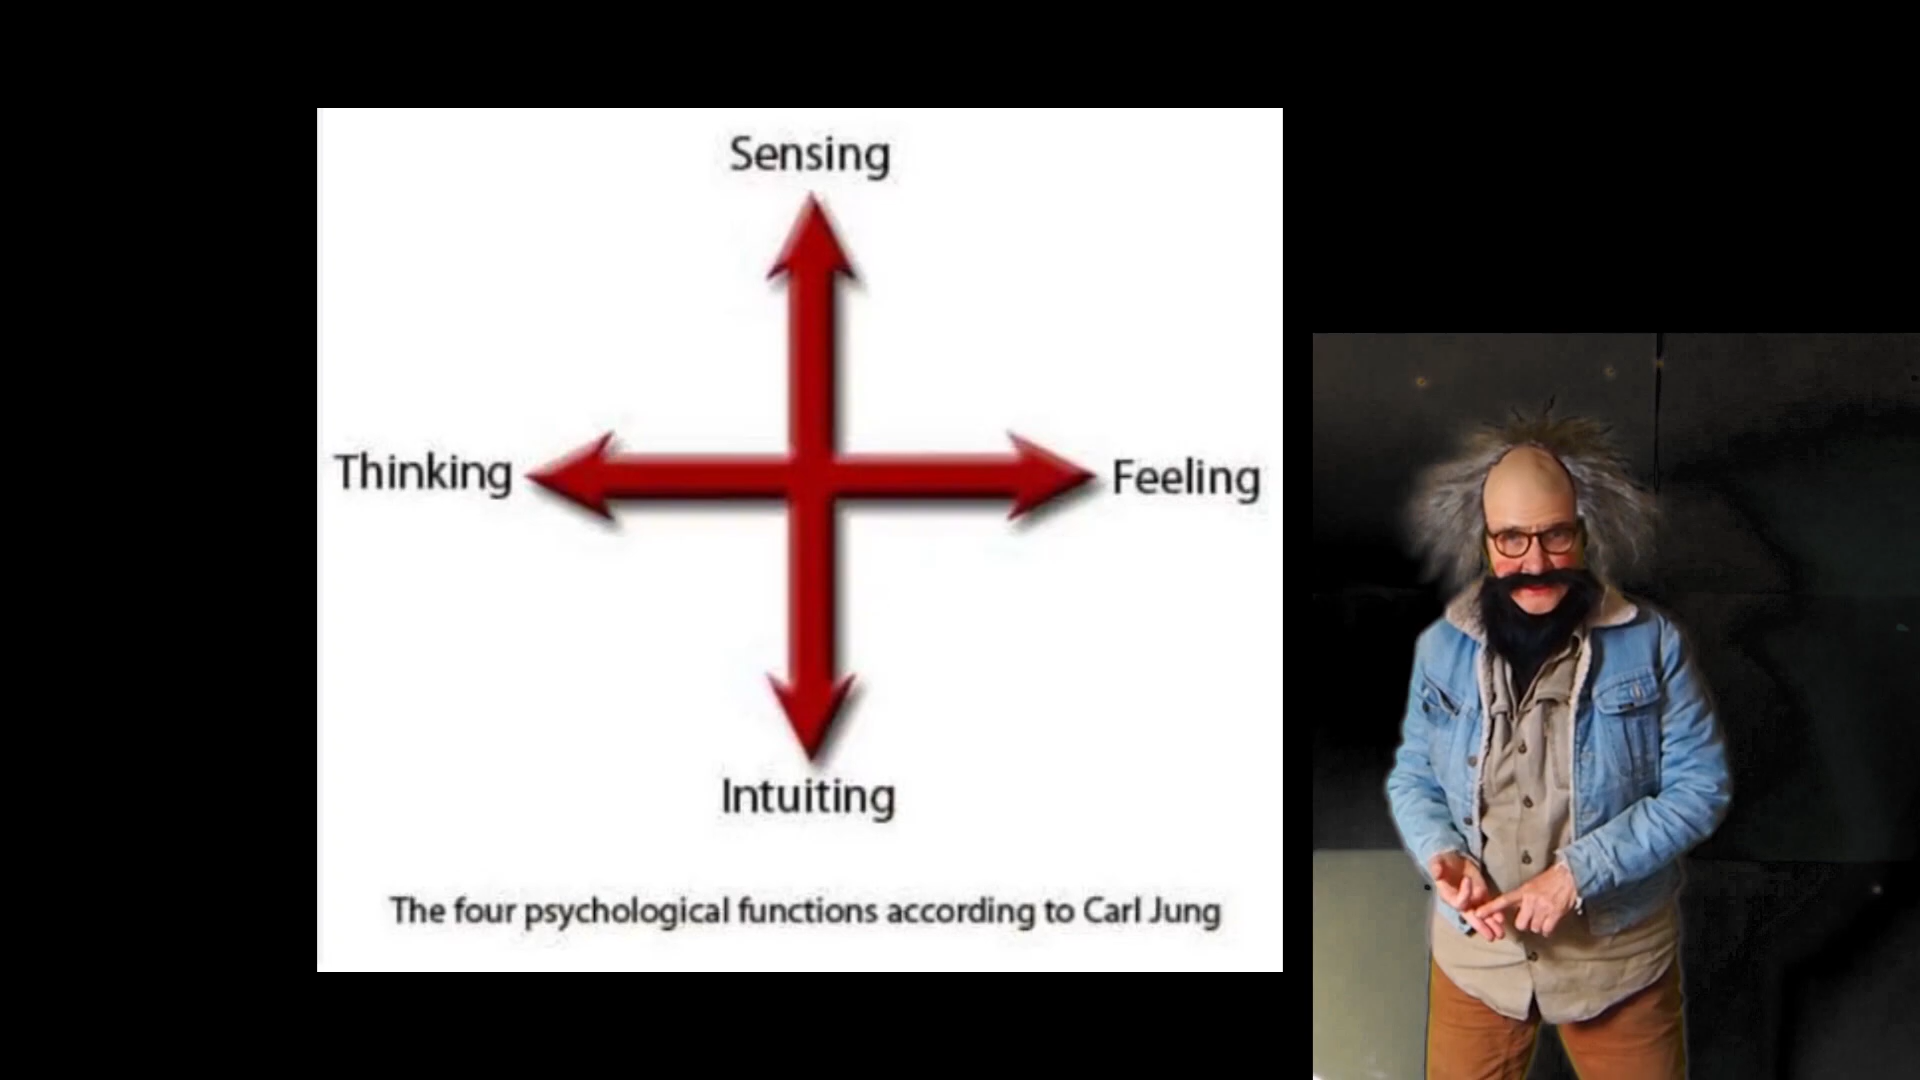 Sensing
Thinking
Feeling
Intuiting
The four psychological functions according to Carl Jung